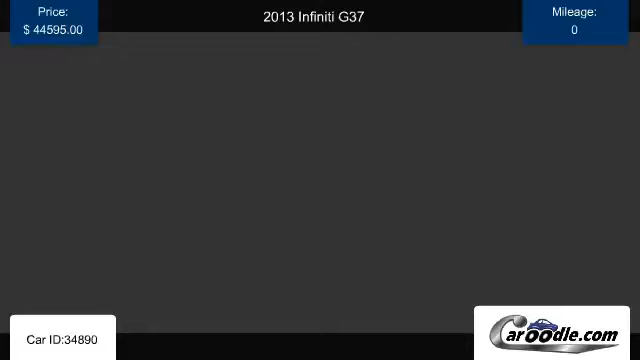 Price:
$ 44595.00
2013 Infiniti G37
Mileage:
0
Car ID:34890
Caroodle.com